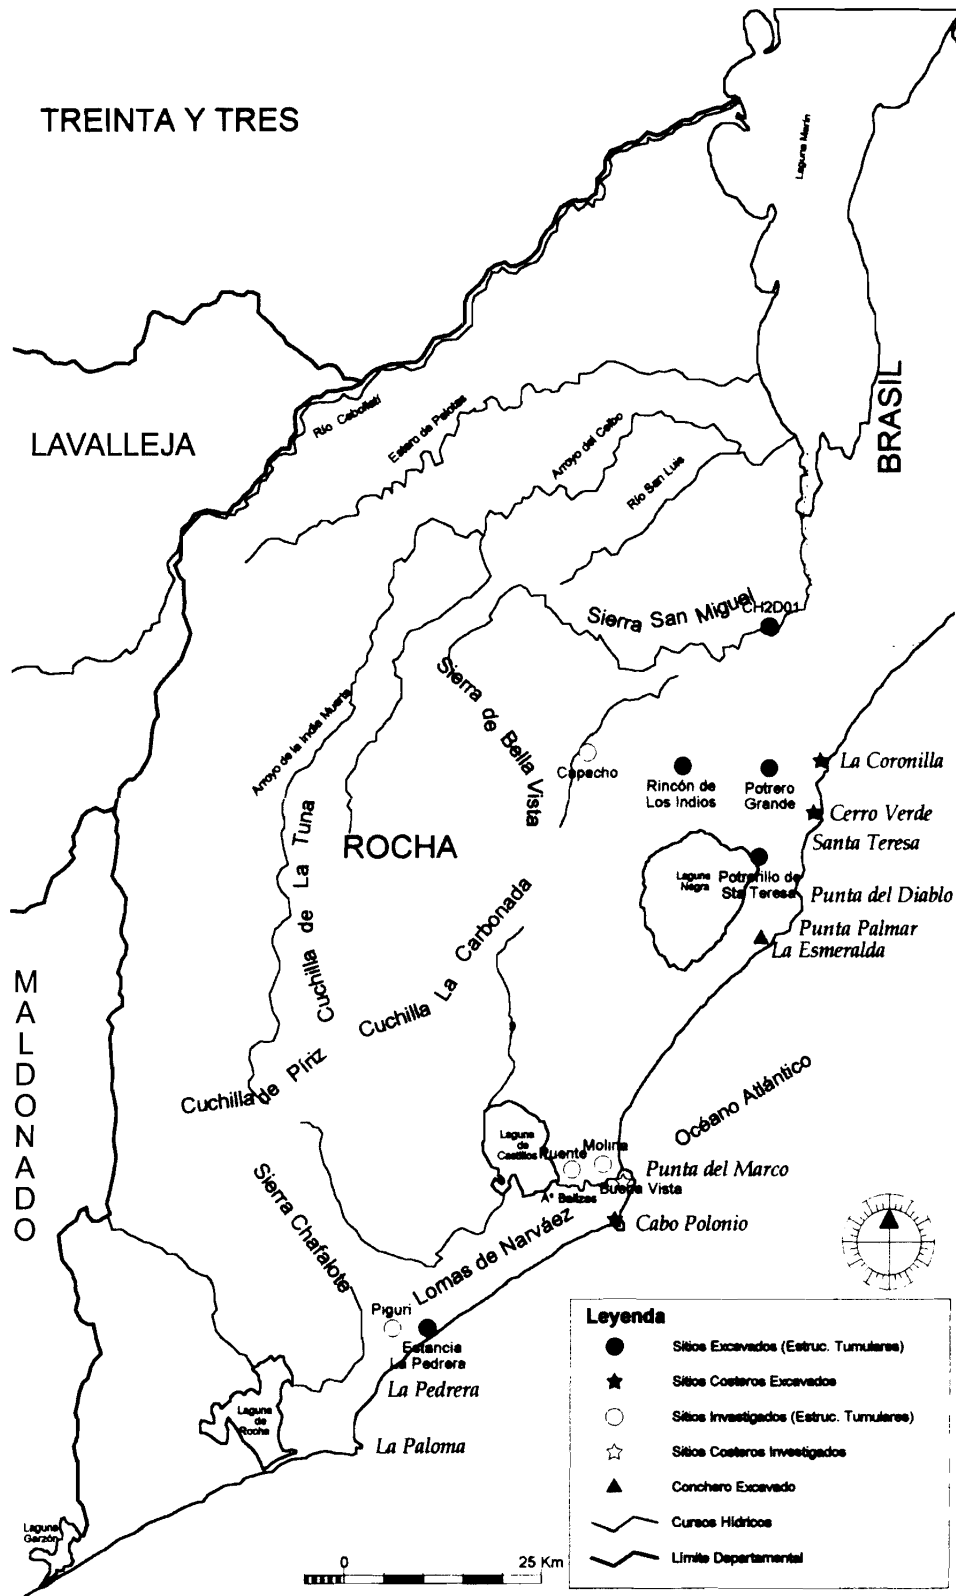 TREINTA Y TRES
Laguna Merín
LAVALLEJA
BRASIL
Río Cebollatí
Estero de Pelotas
Arroyo del Ceibo
Río San Luis
Sierra San Miguel
CH2D01
Sierra de Bella Vista
Arroyo de la India Muerta
Capacho
Rincón de
Los Indios
Potrero
Grande
La Coronilla
Cerro Verde
Santa Teresa
ROCHA
Cuchilla de La Tuna
Laguna
Negra
Potrerillo de
Sta Teresa
Punta del Diablo
Punta Palmar
La Esmeralda
Cuchilla La Carbonada
MALDONADO
Cuchilla de Píriz
Océano Atlántico
Laguna
de
Castillos
Puente
Molina
Punta del Marco
Buena Vista
Aº Balizas
Cabo Polonio
Sierra Chafalote
Lomas de Narváez
Piguri
Estancia
La Pedrera
La Pedrera
Laguna
de
Rocha
La Paloma
Laguna
Garzón
0 25 Km
Leyenda
Sitios Excavados (Estruc. Tumulares)
Sitios Costeros Excavados
Sitios Investigados (Estruc. Tumulares)
Sitios Costeros Investigados
Conchero Excavado
Cursos Hídricos
Límite Departamental